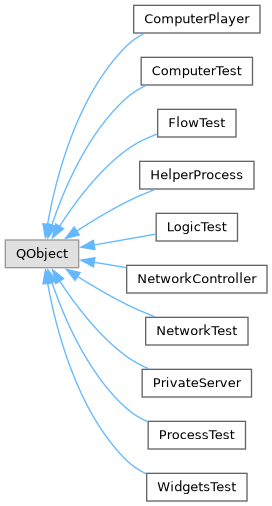 ComputerPlayer
ComputerTest
FlowTest
HelperProcess
LogicTest
QObject
NetworkController
NetworkTest
PrivateServer
ProcessTest
WidgetsTest